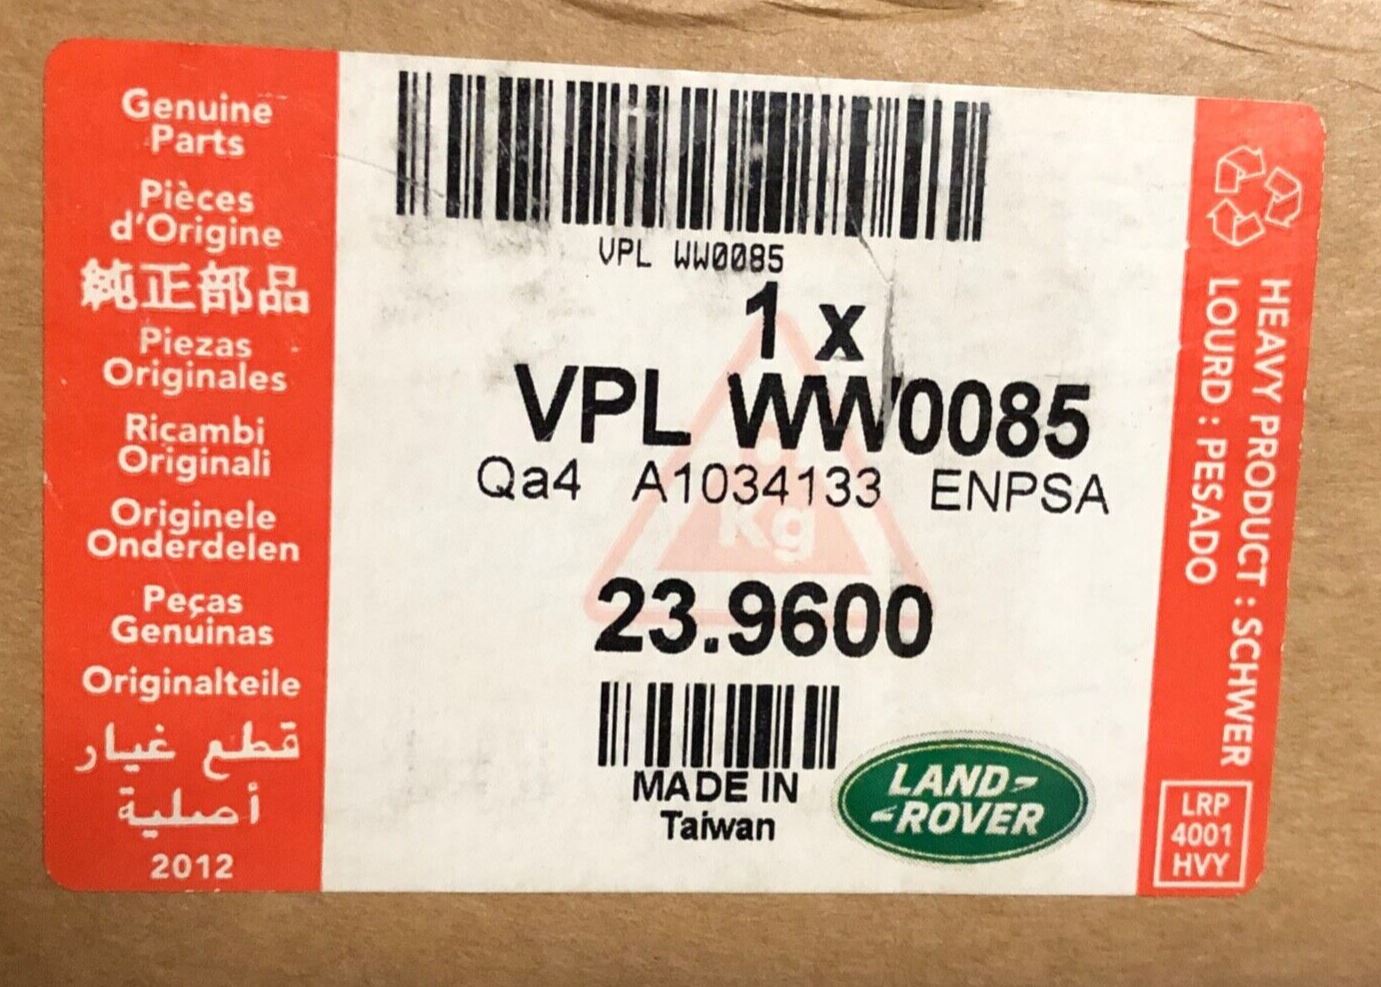 Genuine
Parts
Pièces
d'Origine
純正部品
Piezas
Originales
Ricambi
Originali
Originele
Onderdelen
Peças
Genuinas
Originalteile
قطع غيار
أصلية
2012
VPL WW0085
1 x
VPL WW0085
Qa4 A1034133 ENPSA
Kg
23.9600
MADE IN
Taiwan
LAND-
-ROVER
HEAVY PRODUCT : SCHWER
LOURD : PESADO
LRP
4001
HVY